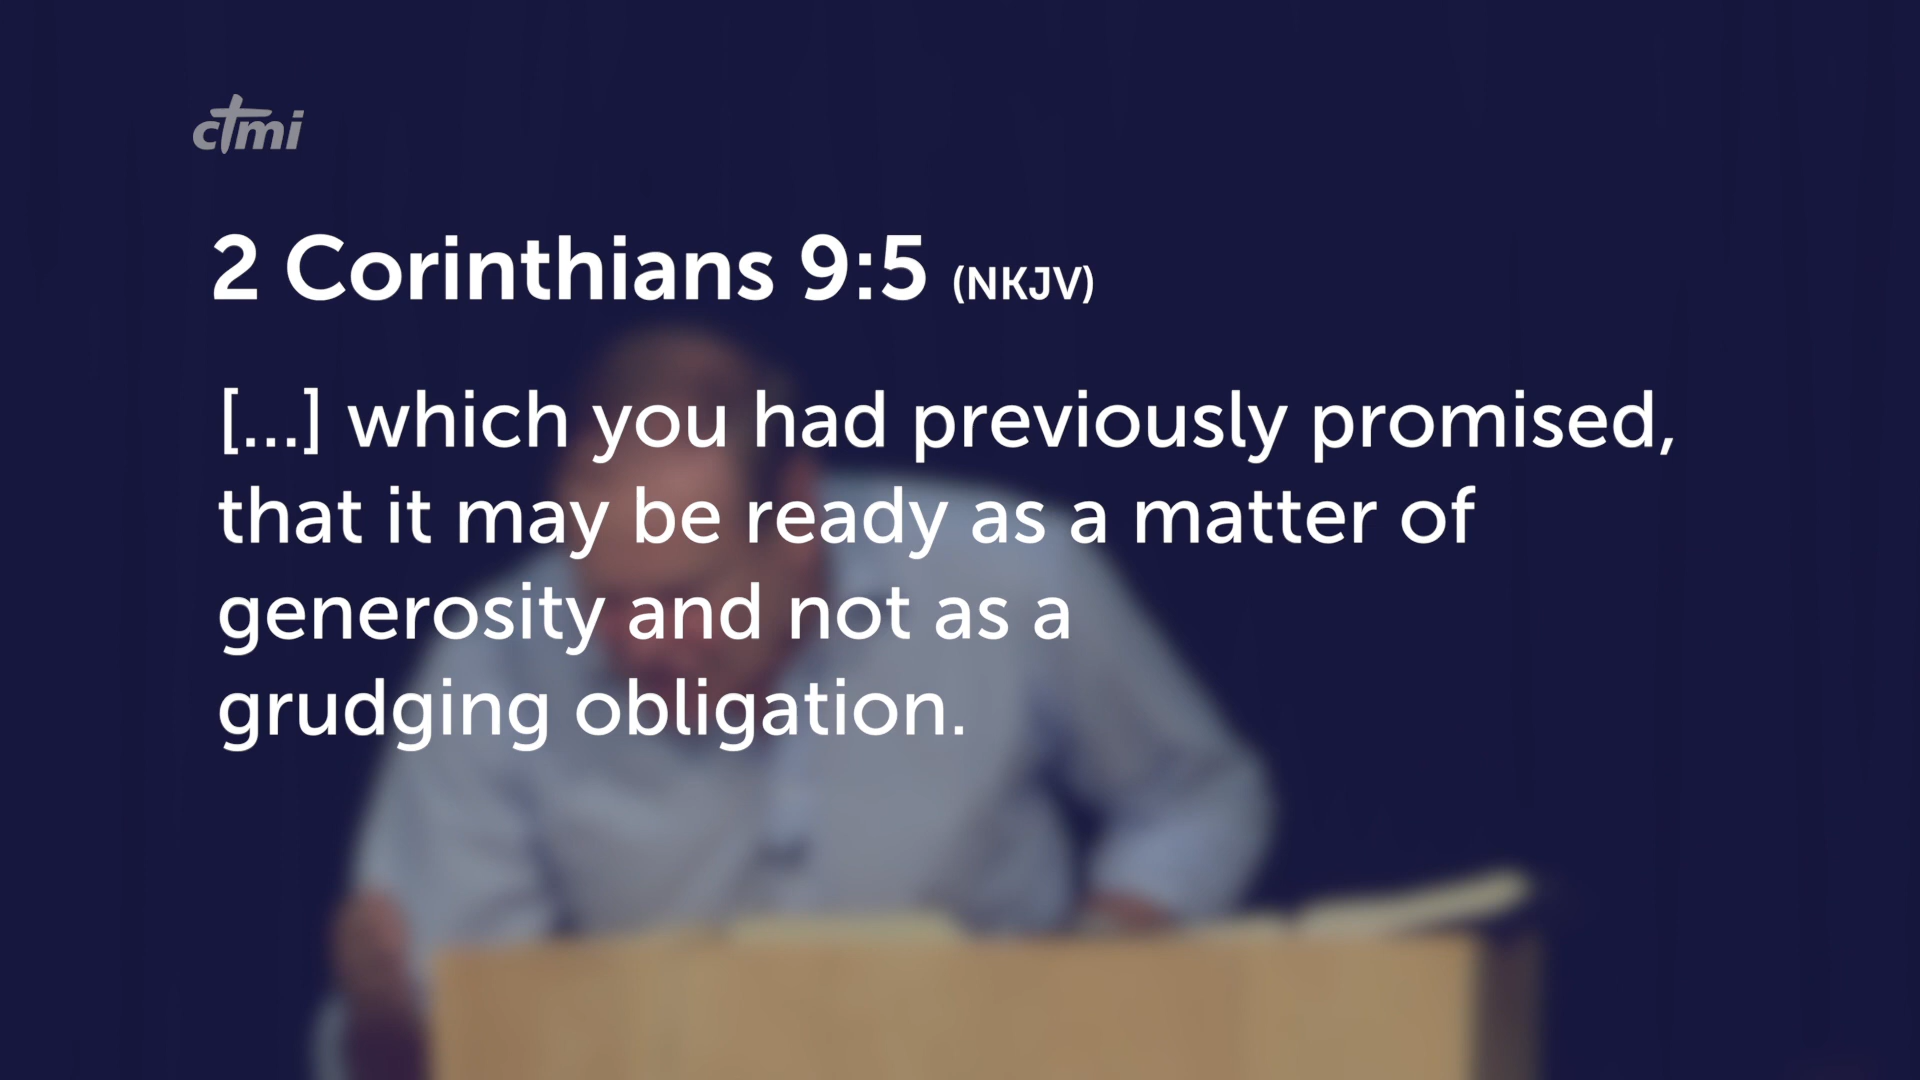 cTmi
2 Corinthians 9:5 (NKJV)
[...] which you had previously promised,
that it may be ready as a matter of
generosity and not as a
grudging obligation.